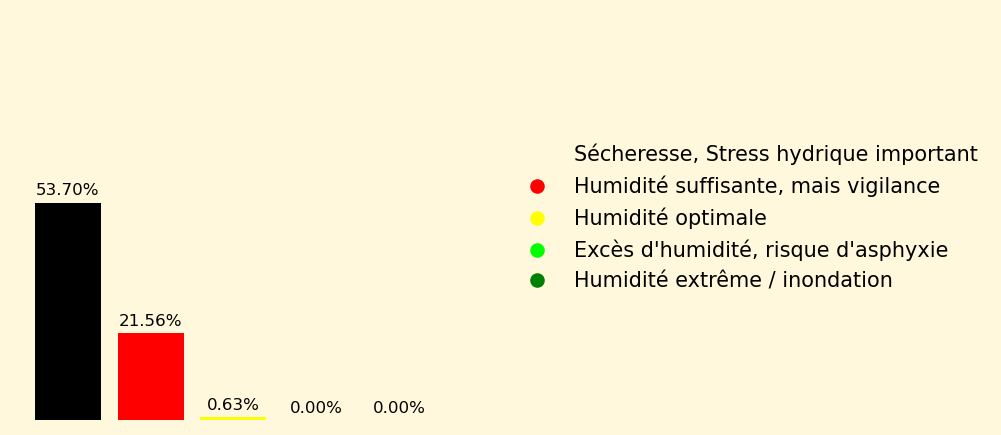 53.70%
21.56%
0.63%
0.00%
0.00%
Sécheresse, Stress hydrique important
Humidité suffisante, mais vigilance
Humidité optimale
Excès d'humidité, risque d'asphyxie
Humidité extrême / inondation